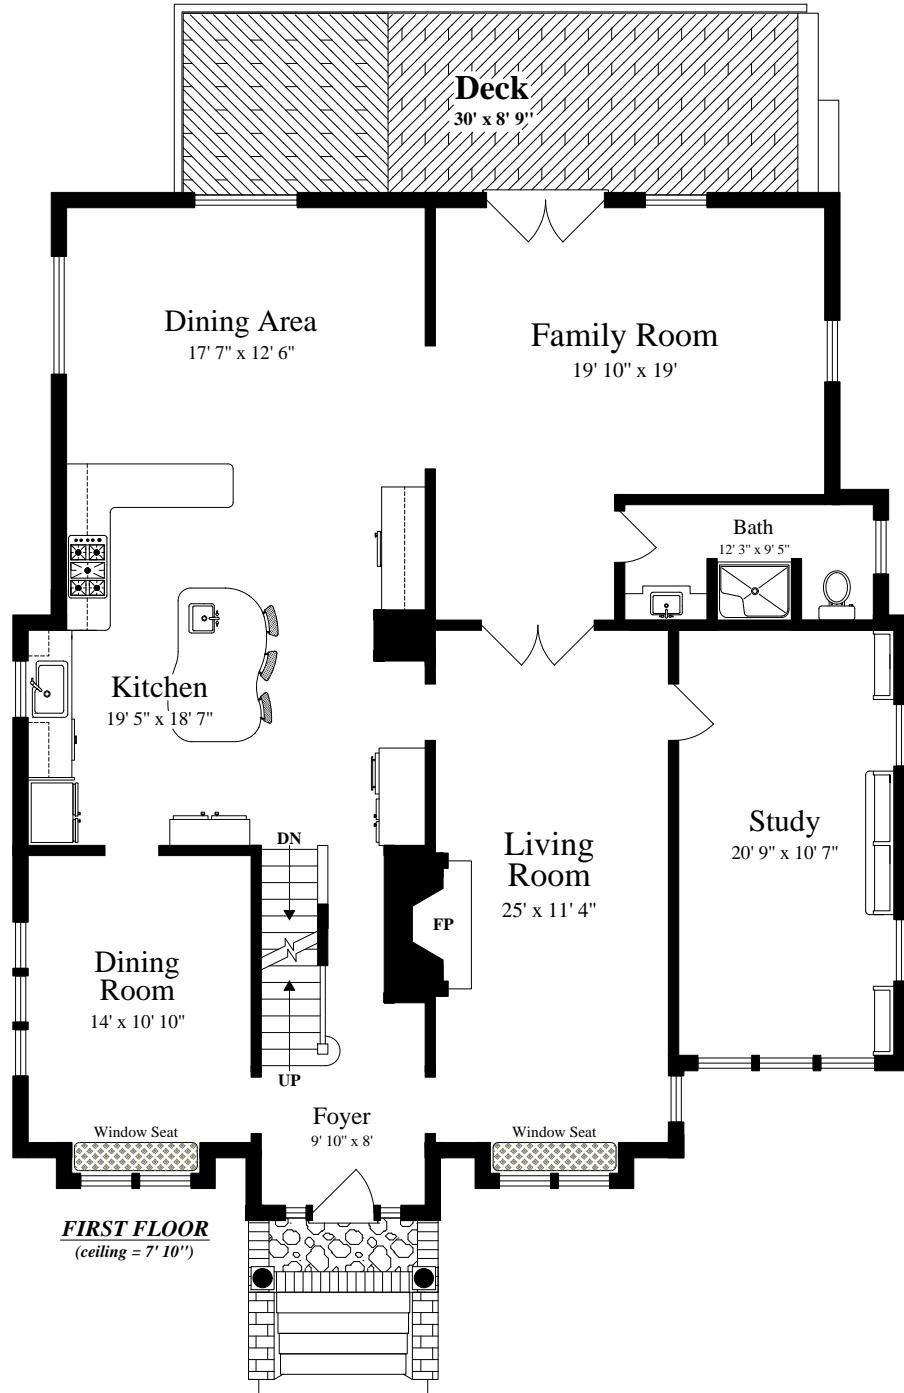 Deck
30' x 8' 9"
Dining Area
17' 7" x 12' 6"
Family Room
19' 10" x 19'
Bath
12' 3" x 9' 5"
Kitchen
19' 5" x 18' 7"
DN
Living
Room
25' x 11' 4"
FP
Study
20' 9" x 10' 7"
Dining
Room
14' x 10' 10"
UP
Foyer
9' 10" x 8'
Window Seat
Window Seat
FIRST FLOOR
(ceiling = 7' 10")